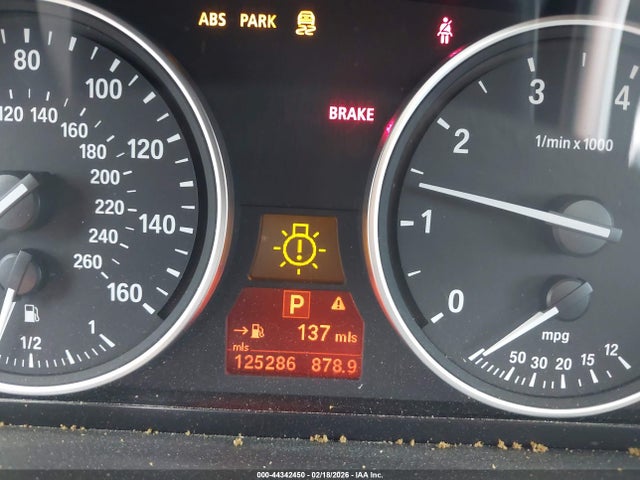 ABS PARK
BRAKE
80
100
120
140
160
120 140
160
180
200
220
240
260
1/2 1
4
3
2
1
0
1/min x 1000
mpg
50 30 20 15 12
P
137 mls
mls
125286 878.9
000-44342450 - 02/18/2026 - IAA Inc.